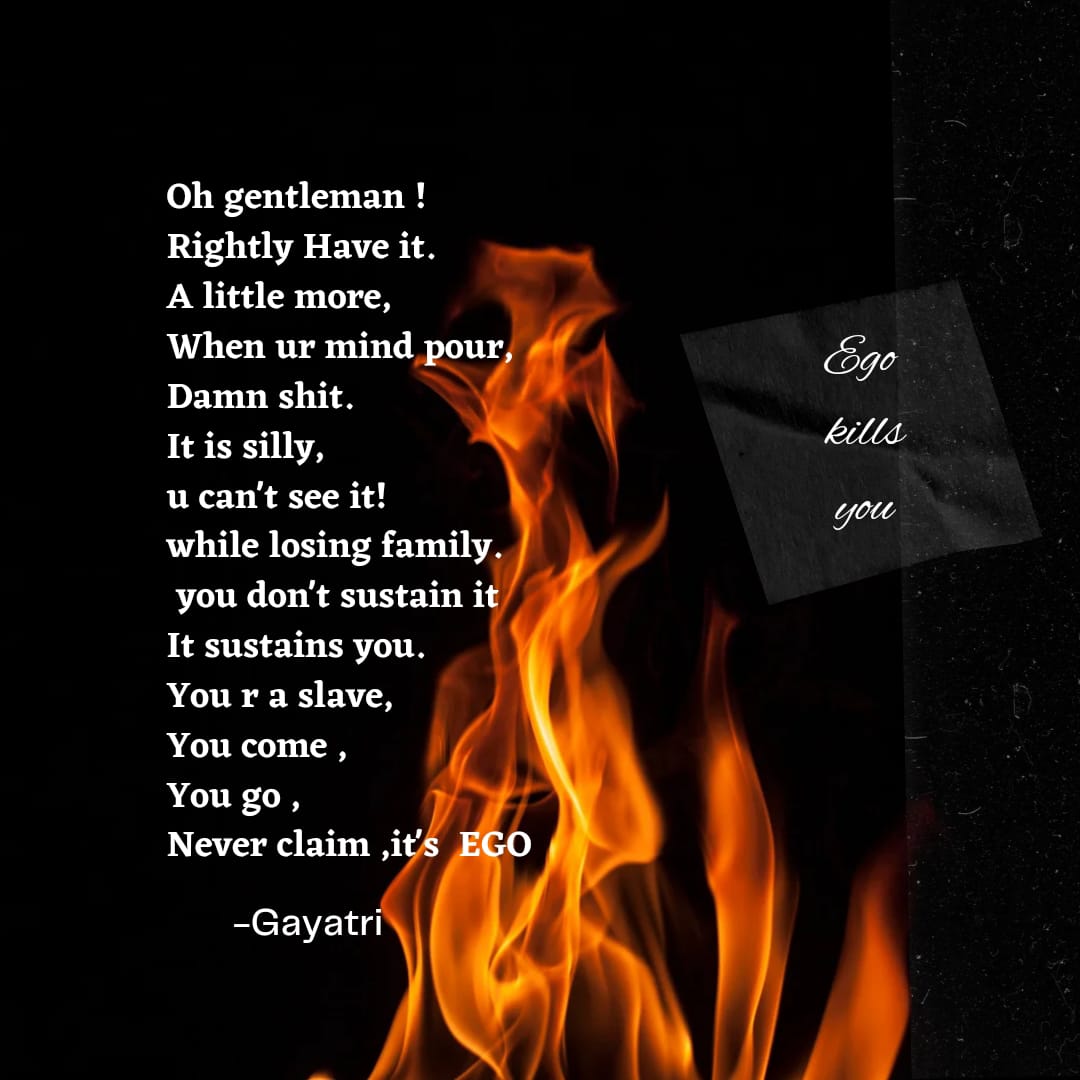 Oh gentleman !
Rightly Have it.
A little more,
When ur mind pour,
Damn shit.
It is silly,
u can't see it!
while losing family.
you don't sustain it
It sustains you.
You r a slave,
You come ,
You go ,
Never claim ,it's  EGO
–Gayatri
Ego
kills
you